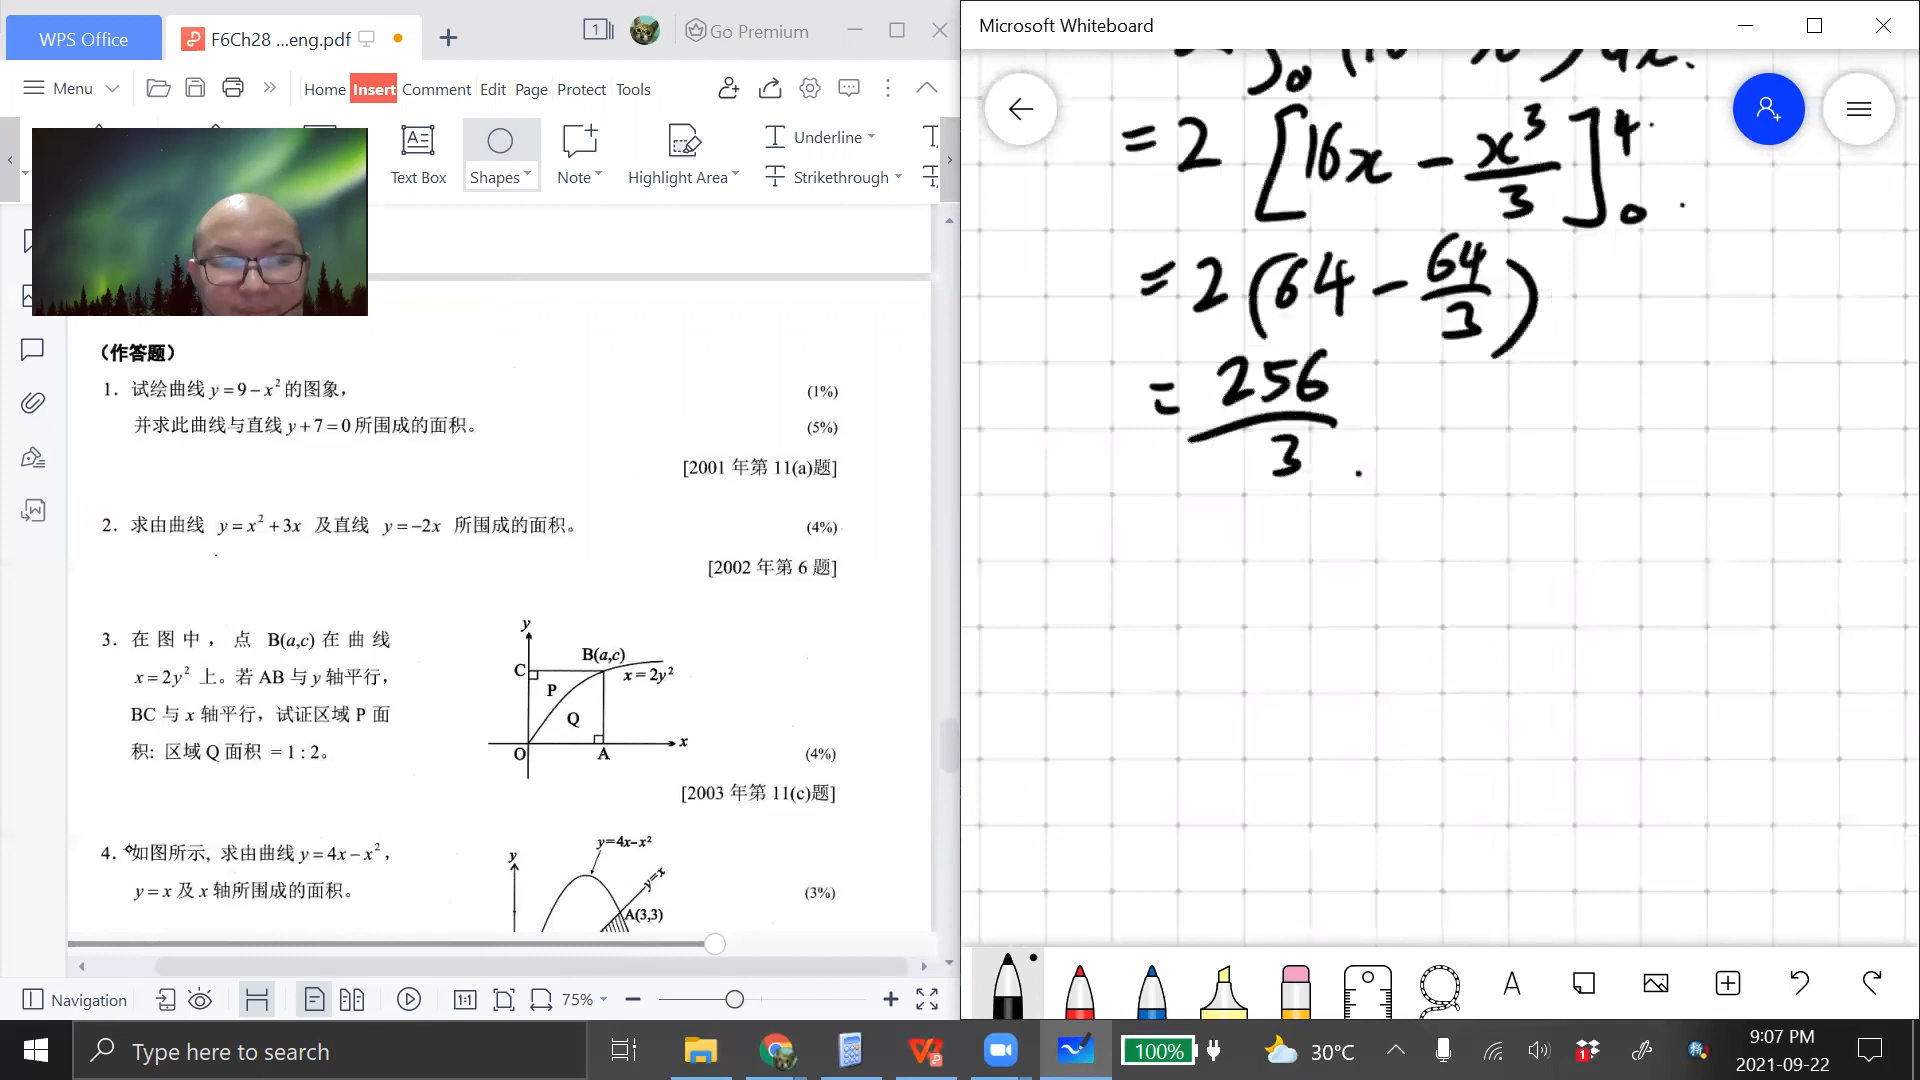 WPS Office
F6Ch28 ...eng.pdf
1
Go Premium
Menu
Home Insert Comment Edit Page Protect Tools
Text Box
Shapes
Note
Highlight Area
Underline
Strikethrough
(作答题)
1. 试绘曲线 y = 9 − x² 的图象， (1%)
并求此曲线与直线 y + 7 = 0 所围成的面积。 (5%)
[2001 年第 11(a)题]
2. 求由曲线 y = x² + 3x 及直线 y = −2x 所围成的面积。 (4%)
[2002 年第 6 题]
3. 在图中， 点 B(a,c) 在曲线
x = 2y² 上。若 AB 与 y 轴平行，
BC 与 x 轴平行，试证区域 P 面
积: 区域 Q 面积 = 1 : 2。 (4%)
y
B(a,c)
C
x = 2y²
P
Q
O
A
x
[2003 年第 11(c)题]
4. 如图所示, 求由曲线 y = 4x − x²，
y = x 及 x 轴所围成的面积。 (3%)
y=4x−x²
y
y=x
A(3,3)
Navigation
1:1
75%
Microsoft Whiteboard
= 2 [16x − x³/3]⁴₀
= 2 (64 − 64/3)
= 256/3 .
A
Type here to search
100%
30°C
1
9:07 PM
2021-09-22